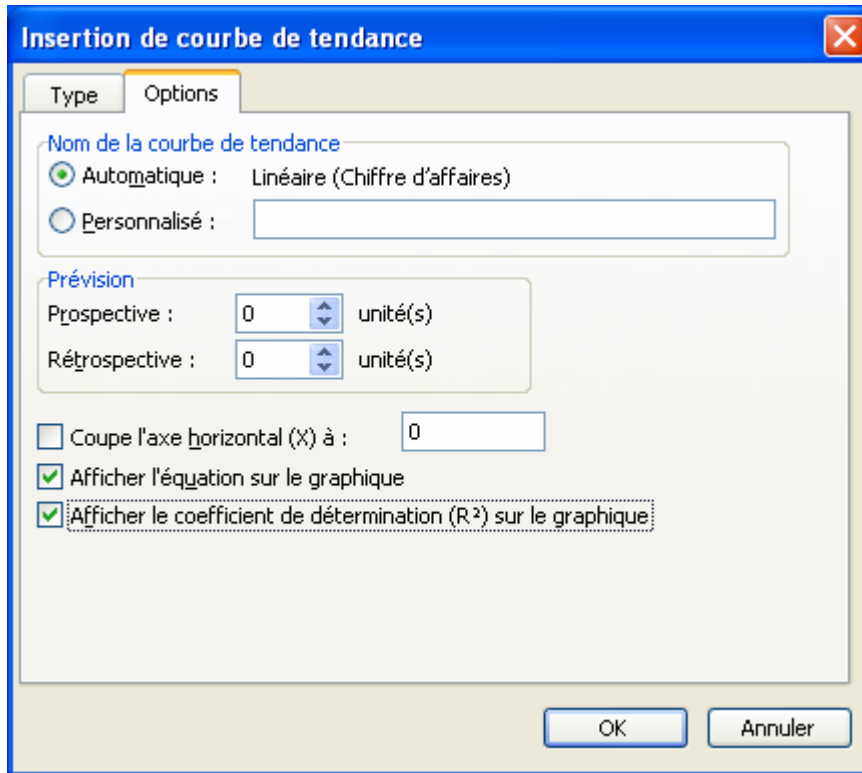 Insertion de courbe de tendance
Type Options
Nom de la courbe de tendance
Automatique : Linéaire (Chiffre d'affaires)
Personnalisé :
Prévision
Prospective : 0 unité(s)
Rétrospective : 0 unité(s)
Coupe l'axe horizontal (X) à : 0
Afficher l'équation sur le graphique
Afficher le coefficient de détermination (R²) sur le graphique
OK Annuler